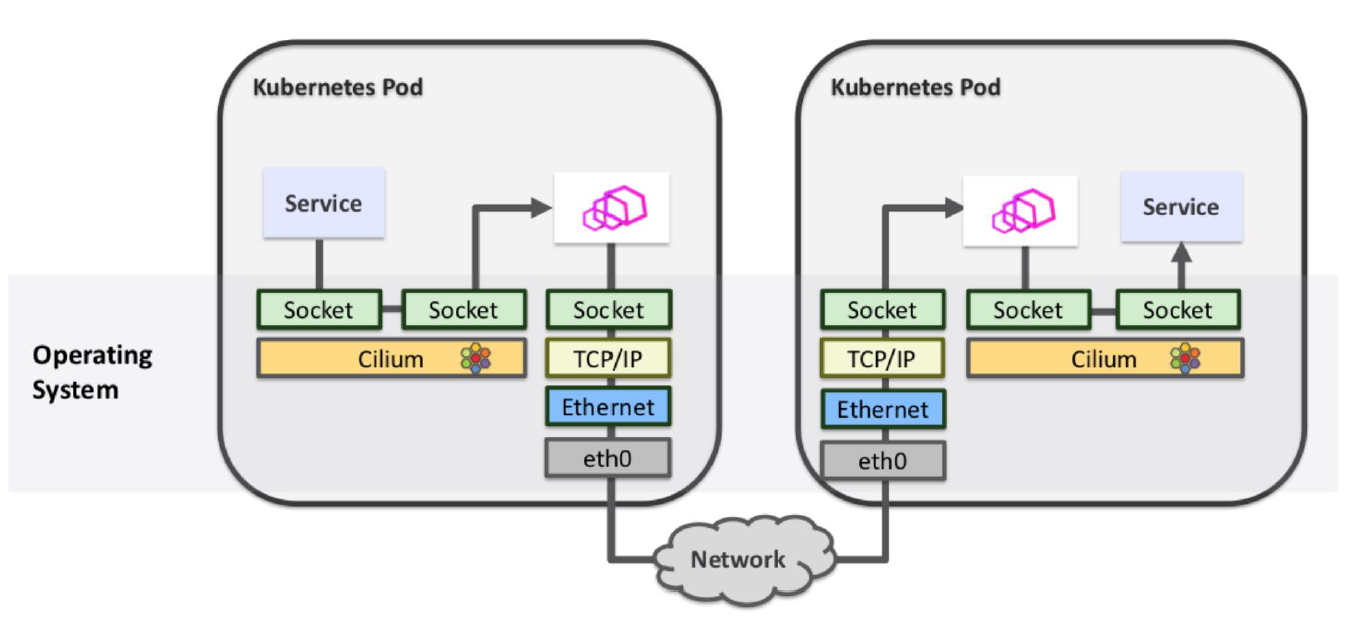 Kubernetes Pod
Kubernetes Pod
Service
Service
Socket
Socket
Socket
Socket
Socket
Socket
Operating
System
Cilium
TCP/IP
TCP/IP
Cilium
Ethernet
Ethernet
eth0
eth0
Network